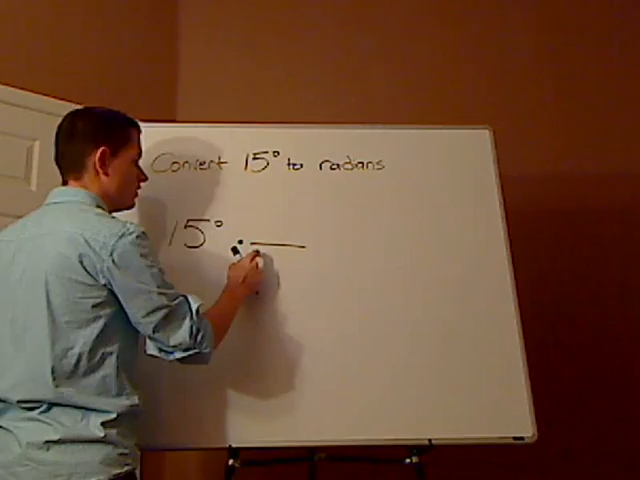 Convert 15° to radians
15° · —